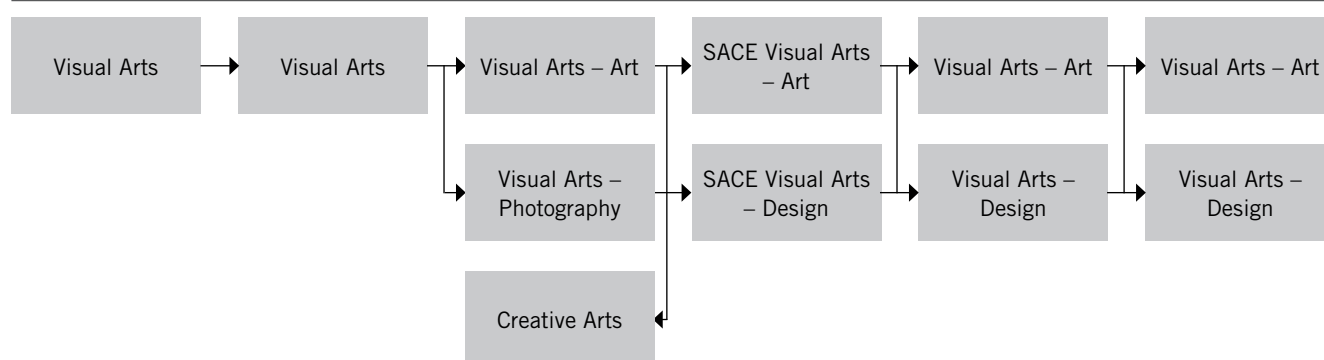 Visual Arts
Visual Arts
Visual Arts – Art
SACE Visual Arts
– Art
Visual Arts – Art
Visual Arts – Art
Visual Arts –
Photography
SACE Visual Arts
– Design
Visual Arts –
Design
Visual Arts –
Design
Creative Arts